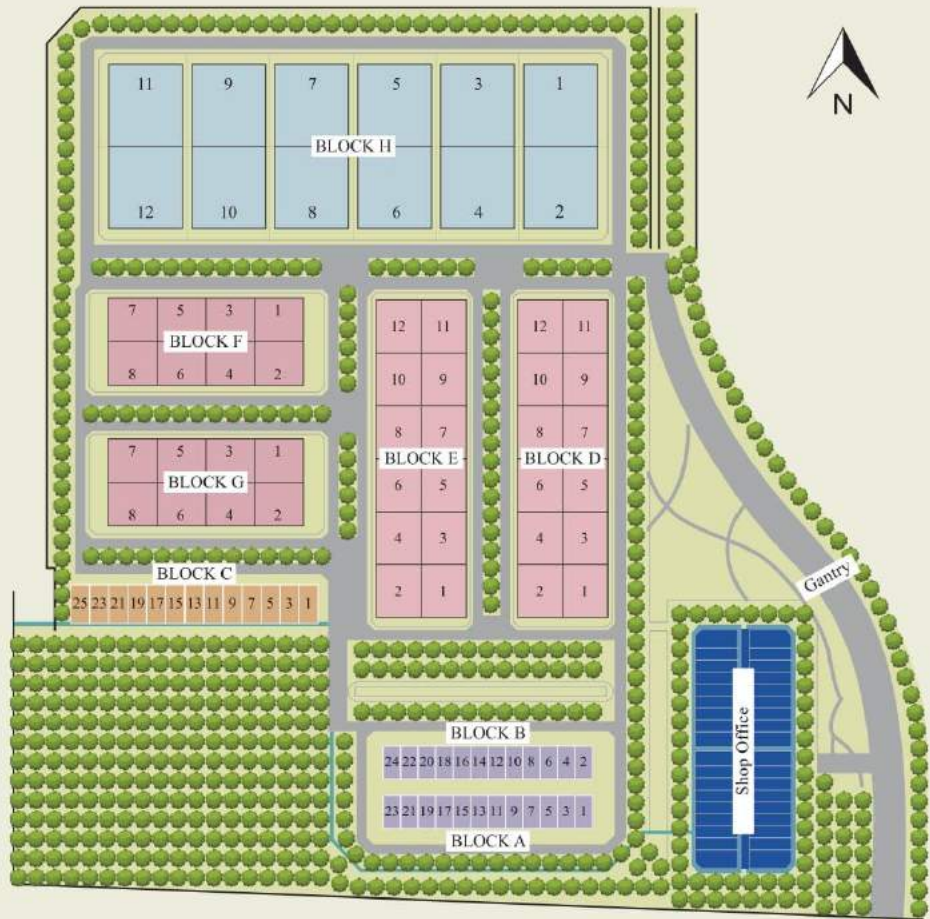 N
11 9 7 5 3 1
BLOCK H
12 10 8 6 4 2
7 5 3 1
BLOCK F
8 6 4 2
7 5 3 1
BLOCK G
8 6 4 2
12 11
10 9
8 7
BLOCK E
6 5
4 3
2 1
12 11
10 9
8 7
BLOCK D
6 5
4 3
2 1
BLOCK C
25 23 21 19 17 15 13 11 9 7 5 3 1
Gantry
Shop Office
BLOCK B
24 22 20 18 16 14 12 10 8 6 4 2
23 21 19 17 15 13 11 9 7 5 3 1
BLOCK A